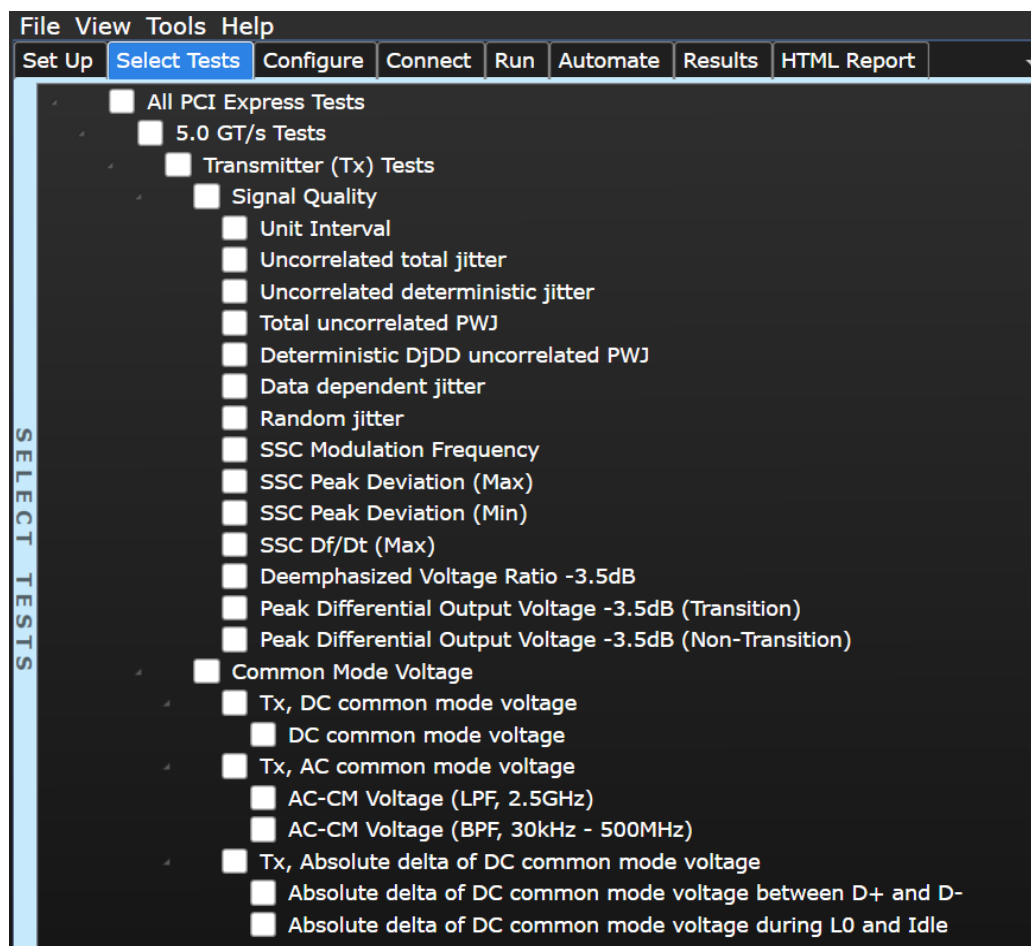 File View Tools Help
Set Up Select Tests Configure Connect Run Automate Results HTML Report
SELECT TESTS
All PCI Express Tests
5.0 GT/s Tests
Transmitter (Tx) Tests
Signal Quality
Unit Interval
Uncorrelated total jitter
Uncorrelated deterministic jitter
Total uncorrelated PWJ
Deterministic DjDD uncorrelated PWJ
Data dependent jitter
Random jitter
SSC Modulation Frequency
SSC Peak Deviation (Max)
SSC Peak Deviation (Min)
SSC Df/Dt (Max)
Deemphasized Voltage Ratio -3.5dB
Peak Differential Output Voltage -3.5dB (Transition)
Peak Differential Output Voltage -3.5dB (Non-Transition)
Common Mode Voltage
Tx, DC common mode voltage
DC common mode voltage
Tx, AC common mode voltage
AC-CM Voltage (LPF, 2.5GHz)
AC-CM Voltage (BPF, 30kHz - 500MHz)
Tx, Absolute delta of DC common mode voltage
Absolute delta of DC common mode voltage between D+ and D-
Absolute delta of DC common mode voltage during L0 and Idle